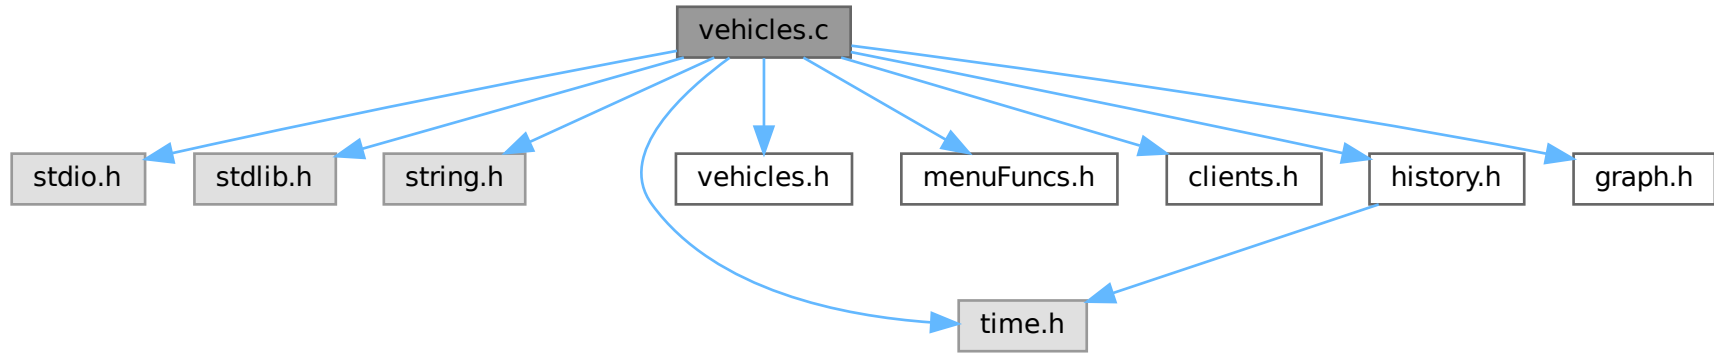 vehicles.c
stdio.h
stdlib.h
string.h
vehicles.h
menuFuncs.h
clients.h
history.h
graph.h
time.h